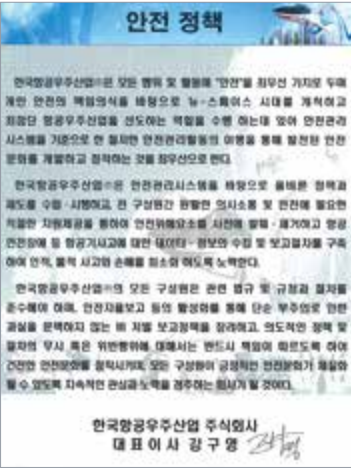 안전 정책
한국항공우주산업㈜은 모든 행위 및 활동에 "안전"을 최우선 가치로 두며
개인 안전의 책임의식을 바탕으로 뉴-스페이스 시대를 개척하고
최첨단 항공우주산업을 선도하는 역할을 수행 하는데 있어 안전관리
시스템을 기준으로 한 철저한 안전관리활동의 이행을 통해 발전된 안전
문화를 개발하고 정착하는 것을 최우선으로 한다.
한국항공우주산업㈜은 안전관리시스템을 바탕으로 올바른 정책과
제도를 수립ㆍ시행하고, 전 구성원간 원활한 의사소통 및 안전에 필요한
적절한 자원제공을 통하여 안전위해요소를 사전에 발굴ㆍ제거하고 항공
안전장애 등 항공기사고에 대한 데이터ㆍ정보의 수집 및 보고절차를 구축
하여 인적, 물적 사고와 손해를 최소화 하도록 노력한다.
한국항공우주산업㈜의 모든 구성원은 관련 법규 및 규정과 절차를
준수해야 하며, 안전자율보고 등의 활성화를 통해 단순 부주의로 인한
과실을 문책하지 않는 비 처벌 보고정책을 장려하고, 의도적인 정책 및
절차의 무시 혹은 위반행위에 대해서는 반드시 책임이 따르도록 하여
건전한 안전문화를 정착시키며, 모든 구성원이 긍정적인 안전문화가 체질화
될 수 있도록 지속적인 관심과 노력을 경주하는 회사가 될 것이다.
한국항공우주산업 주식회사
대표이사 강구영